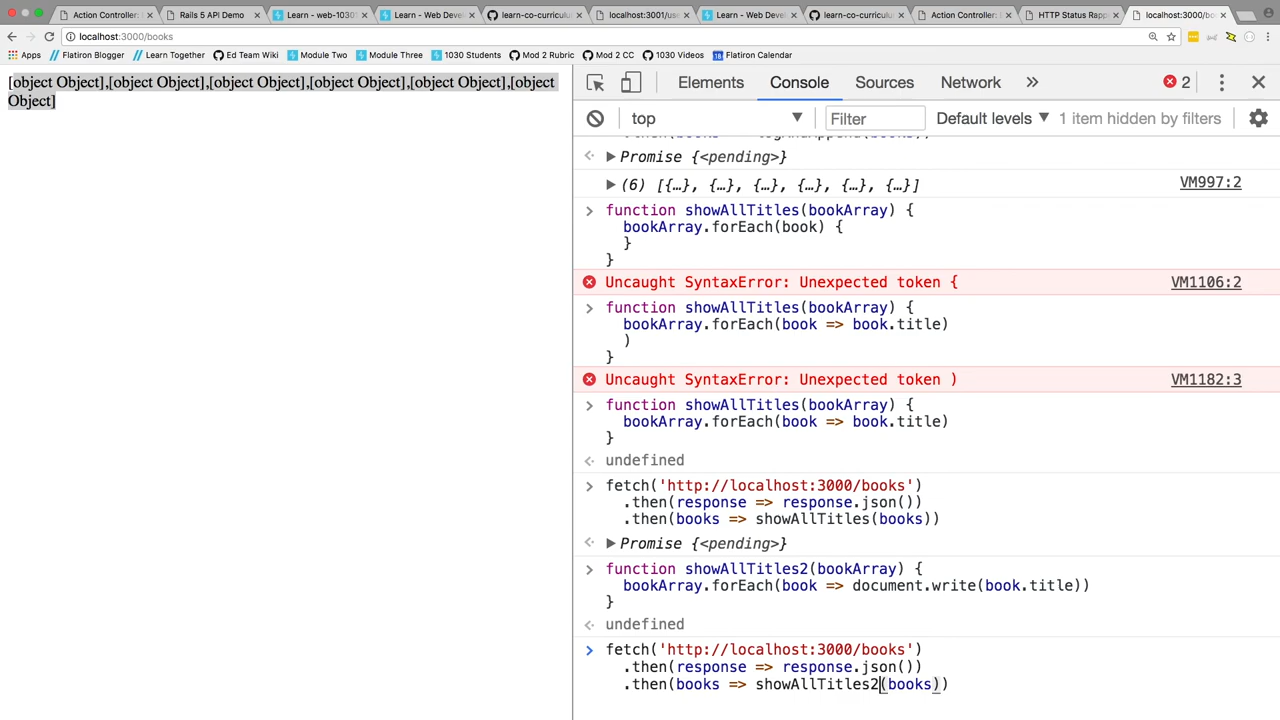 Action Controller: Rails 5 API Demo Learn - web-1030 Learn - Web Deve learn-co-curriculu localhost:3001/use Learn - Web Deve learn-co-curriculu Action Controller: HTTP Status Rapp localhost:3000/bo
localhost:3000/books
Apps Flatiron Blogger Learn Together Ed Team Wiki Module Two Module Three 1030 Students Mod 2 Rubric Mod 2 CC 1030 Videos Flatiron Calendar
[object Object],[object Object],[object Object],[object Object],[object Object],[object
Object]
Elements Console Sources Network » 2
top Filter Default levels 1 item hidden by filters
Promise {<pending>}
(6) [{…}, {…}, {…}, {…}, {…}, {…}] VM997:2
function showAllTitles(bookArray) {
bookArray.forEach(book) {
}
}
Uncaught SyntaxError: Unexpected token { VM1106:2
function showAllTitles(bookArray) {
bookArray.forEach(book => book.title)
)
}
Uncaught SyntaxError: Unexpected token ) VM1182:3
function showAllTitles(bookArray) {
bookArray.forEach(book => book.title)
}
undefined
fetch('http://localhost:3000/books')
.then(response => response.json())
.then(books => showAllTitles(books))
Promise {<pending>}
function showAllTitles2(bookArray) {
bookArray.forEach(book => document.write(book.title))
}
undefined
fetch('http://localhost:3000/books')
.then(response => response.json())
.then(books => showAllTitles2(books))